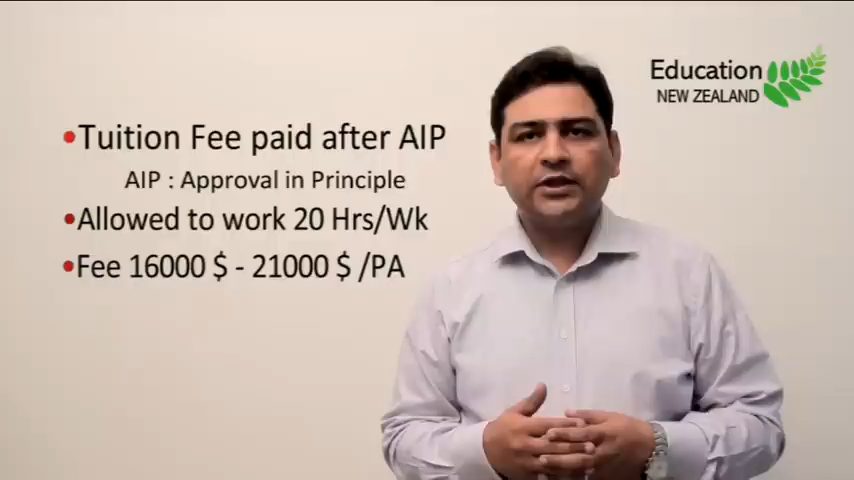 •Tuition Fee paid after AIP
AIP : Approval in Principle
•Allowed to work 20 Hrs/Wk
•Fee 16000 $ - 21000 $ /PA
Education
NEW ZEALAND